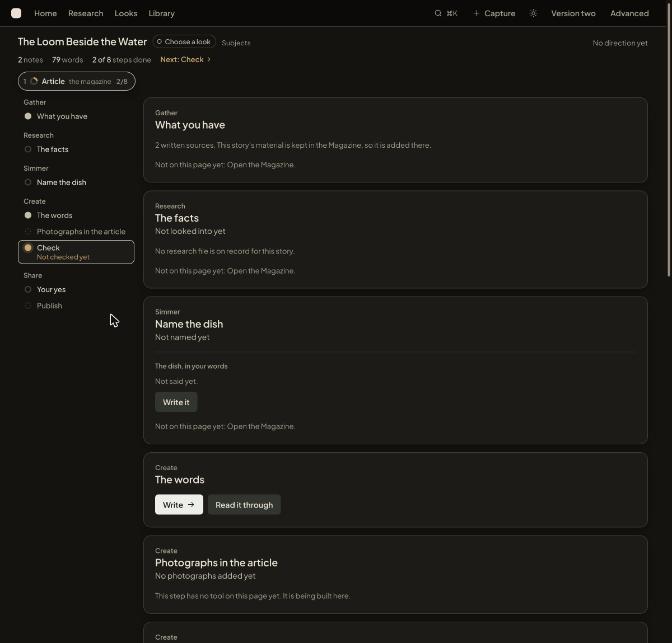 Home Research Looks Library
⌘K + Capture Version two Advanced
The Loom Beside the Water Choose a look Subjects
No direction yet
2 notes 79 words 2 of 8 steps done Next: Check
1 Article the magazine 2/8
Gather
What you have
Research
The facts
Simmer
Name the dish
Create
The words
Photographs in the article
Check
Not checked yet
Share
Your yes
Publish
Gather
What you have
2 written sources. This story's material is kept in the Magazine, so it is added there.
Not on this page yet: Open the Magazine.
Research
The facts
Not looked into yet
No research file is on record for this story.
Not on this page yet: Open the Magazine.
Simmer
Name the dish
Not named yet
The dish, in your words
Not said yet.
Write it
Not on this page yet: Open the Magazine.
Create
The words
Write → Read it through
Create
Photographs in the article
No photographs added yet
This step has no tool on this page yet. It is being built here.
Create